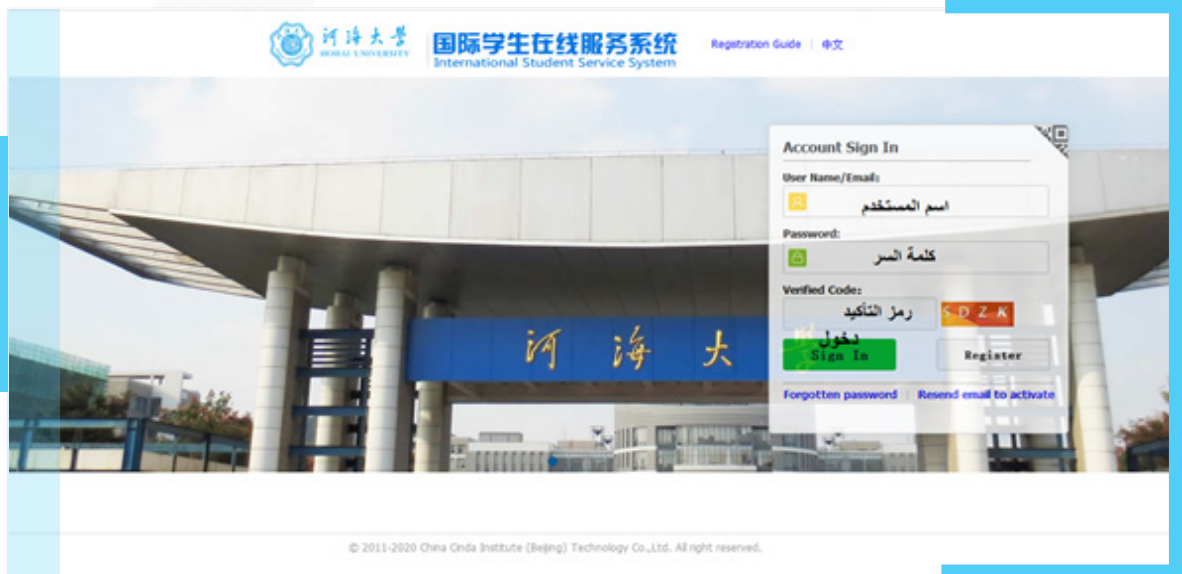 河海大学
HOHAI UNIVERSITY
国际学生在线服务系统
International Student Service System
Registration Guide | 中文
Account Sign In
User Name/Email:
اسم المستخدم
Password:
كلمة السر
Verified Code:
رمز التأكيد
SDZK
دخول
Sign In
Register
Forgotten password | Resend email to activate
河海大
© 2011-2020 China Cinda Institute (Beijing) Technology Co.,Ltd. All right reserved.